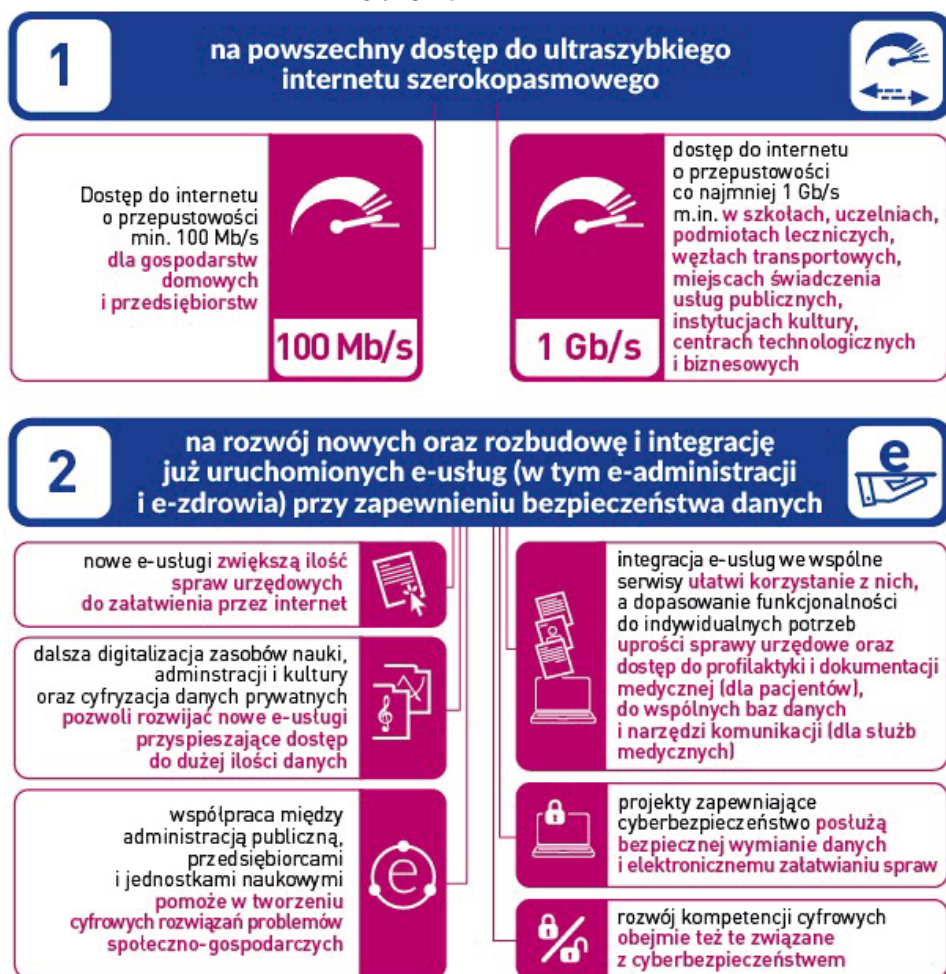 1
na powszechny dostęp do ultraszybkiego
internetu szerokopasmowego
Dostęp do internetu
o przepustowości
min. 100 Mb/s
dla gospodarstw
domowych
i przedsiębiorstw
100 Mb/s
1 Gb/s
dostęp do internetu
o przepustowości
co najmniej 1 Gb/s
m.in. w szkołach, uczelniach,
podmiotach leczniczych,
węzłach transportowych,
miejscach świadczenia
usług publicznych,
instytucjach kultury,
centrach technologicznych
i biznesowych
2
na rozwój nowych oraz rozbudowę i integrację
już uruchomionych e-usług (w tym e-administracji
i e-zdrowia) przy zapewnieniu bezpieczeństwa danych
e
nowe e-usługi zwiększą ilość
spraw urzędowych
do załatwienia przez internet
dalsza digitalizacja zasobów nauki,
adminstracji i kultury
oraz cyfryzacja danych prywatnych
pozwoli rozwijać nowe e-usługi
przyspieszające dostęp
do dużej ilości danych
współpraca między
administracją publiczną,
przedsiębiorcami
i jednostkami naukowymi
pomoże w tworzeniu
cyfrowych rozwiązań problemów
społeczno-gospodarczych
e
integracja e-usług we wspólne
serwisy ułatwi korzystanie z nich,
a dopasowanie funkcjonalności
do indywidualnych potrzeb
uprości sprawy urzędowe oraz
dostęp do profilaktyki i dokumentacji
medycznej (dla pacjentów),
do wspólnych baz danych
i narzędzi komunikacji (dla służb
medycznych)
projekty zapewniające
cyberbezpieczeństwo posłużą
bezpiecznej wymianie danych
i elektronicznemu załatwianiu spraw
rozwój kompetencji cyfrowych
obejmie też te związane
z cyberbezpieczeństwem